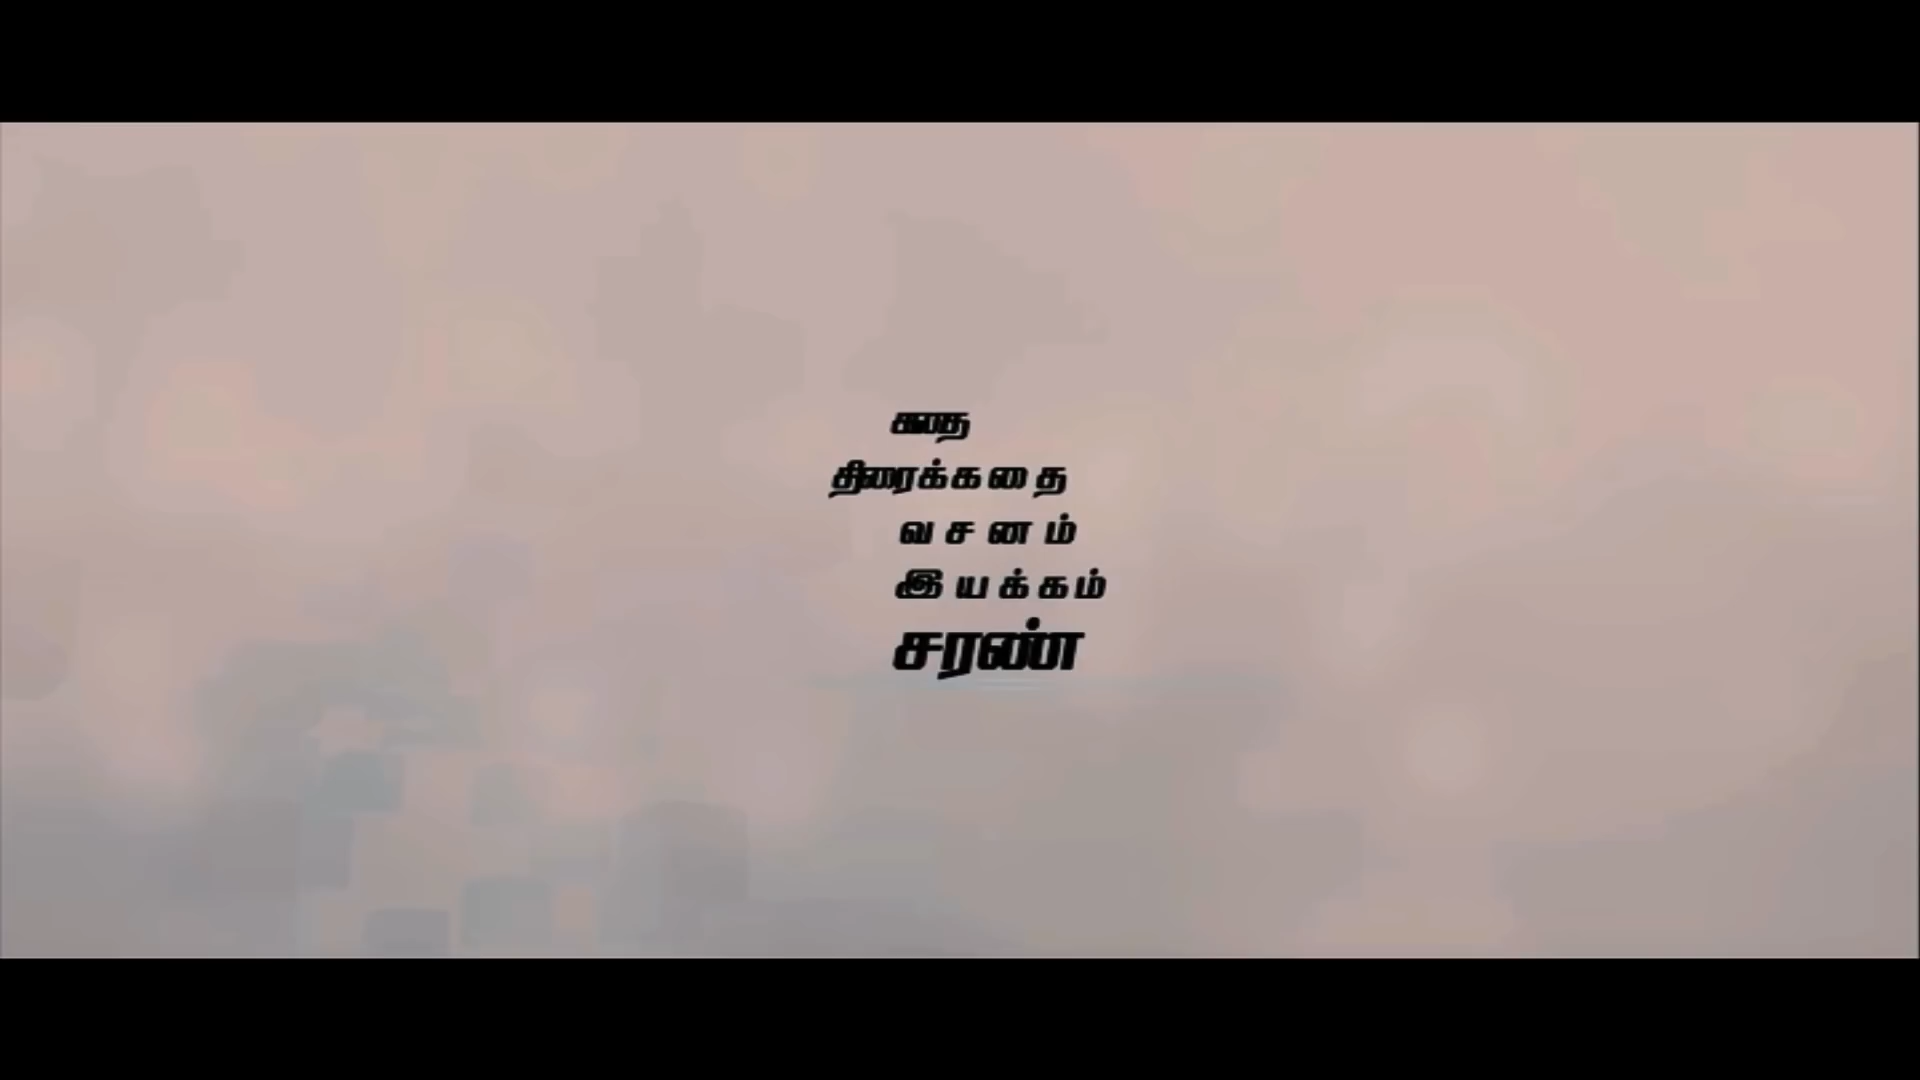 கதை
திரைக்கதை
வசனம்
இயக்கம்
சரண்